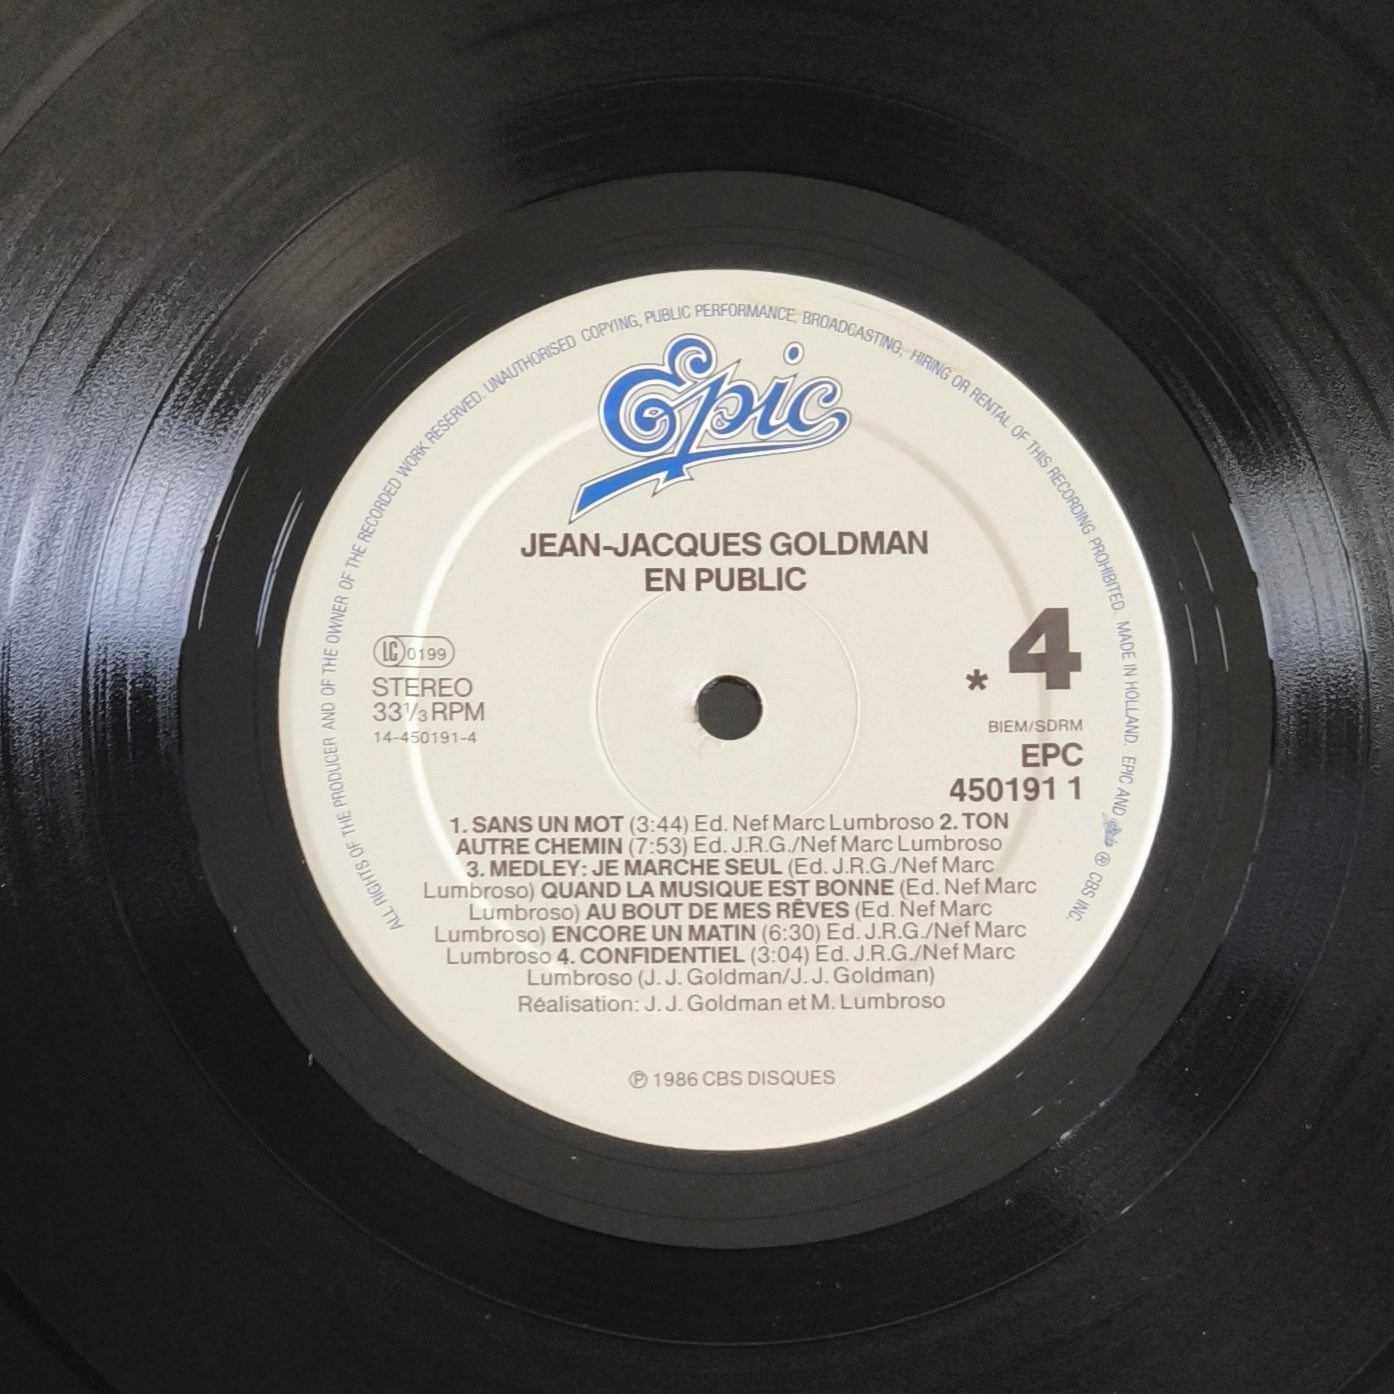 ALL RIGHTS OF THE PRODUCER AND OF THE OWNER OF THE RECORDED WORK RESERVED. UNAUTHORISED COPYING, PUBLIC PERFORMANCE, BROADCASTING, HIRING OR RENTAL OF THIS RECORDING PROHIBITED. MADE IN HOLLAND. EPIC AND Epic ® CBS INC.
Epic
JEAN-JACQUES GOLDMAN
EN PUBLIC
LC 0199
STEREO
33⅓ RPM
14-450191-4
* 4
BIEM/SDRM
EPC
450191 1
1. SANS UN MOT (3:44) Ed. Nef Marc Lumbroso 2. TON
AUTRE CHEMIN (7:53) Ed. J.R.G./Nef Marc Lumbroso
3. MEDLEY: JE MARCHE SEUL (Ed. J.R.G./Nef Marc
Lumbroso) QUAND LA MUSIQUE EST BONNE (Ed. Nef Marc
Lumbroso) AU BOUT DE MES RÊVES (Ed. Nef Marc
Lumbroso) ENCORE UN MATIN (6:30) Ed. J.R.G./Nef Marc
Lumbroso 4. CONFIDENTIEL (3:04) Ed. J.R.G./Nef Marc
Lumbroso (J. J. Goldman/J. J. Goldman)
Réalisation: J. J. Goldman et M. Lumbroso
℗ 1986 CBS DISQUES